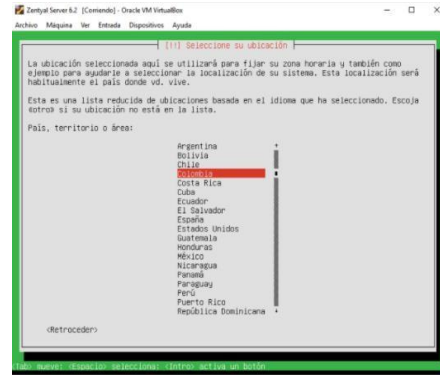 Zentyal Server 6.2 [Corriendo] - Oracle VM VirtualBox
Archivo Máquina Ver Entrada Dispositivos Ayuda
[!!] Seleccione su ubicación
La ubicación seleccionada aquí se utilizará para fijar su zona horaria y también como
ejemplo para ayudarle a seleccionar la localización de su sistema. Esta localización será
habitualmente el país donde vd. vive.
Esta es una lista reducida de ubicaciones basada en el idioma que ha seleccionado. Escoja
«otro» si su ubicación no está en la lista.
País, territorio o área:
Argentina
Bolivia
Chile
Colombia
Costa Rica
Cuba
Ecuador
El Salvador
España
Estados Unidos
Guatemala
Honduras
México
Nicaragua
Panamá
Paraguay
Perú
Puerto Rico
República Dominicana
<Retroceder>
<Tab> mueve; <Espacio> selecciona; <Intro> activa un botón